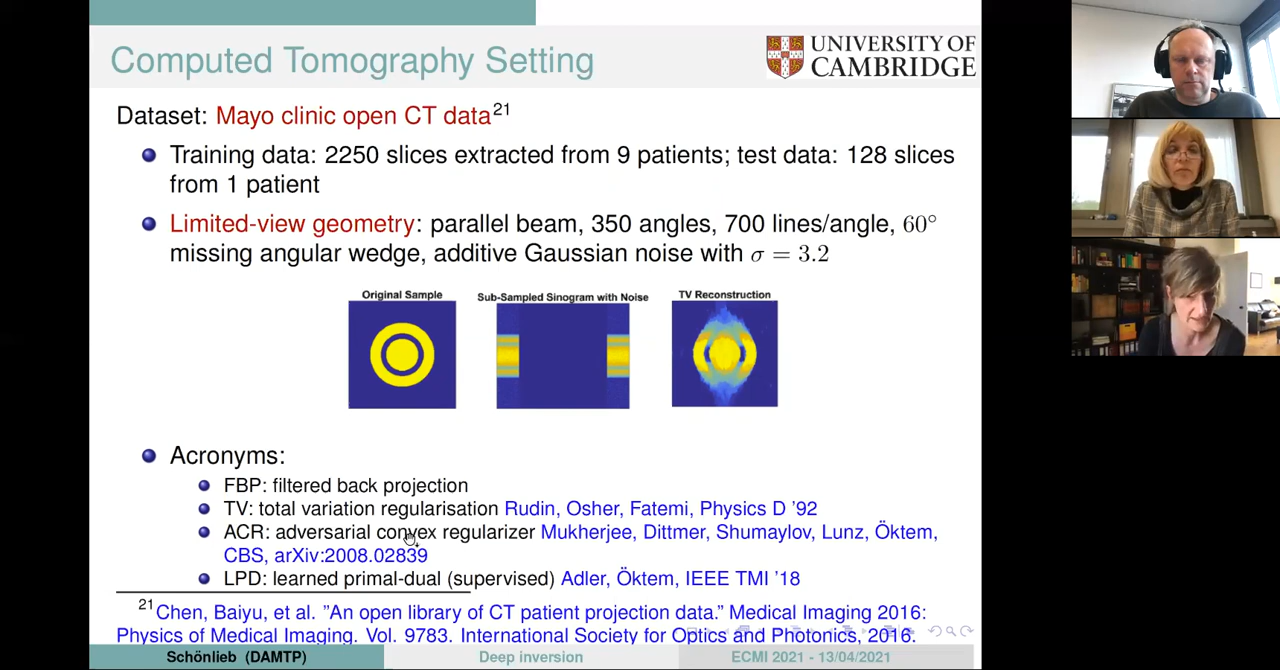 Computed Tomography Setting
UNIVERSITY OF
CAMBRIDGE
Dataset: Mayo clinic open CT data21
Training data: 2250 slices extracted from 9 patients; test data: 128 slices
from 1 patient
Limited-view geometry: parallel beam, 350 angles, 700 lines/angle, 60°
missing angular wedge, additive Gaussian noise with σ = 3.2
Original Sample
Sub-Sampled Sinogram with Noise
TV Reconstruction
Acronyms:
FBP: filtered back projection
TV: total variation regularisation Rudin, Osher, Fatemi, Physics D '92
ACR: adversarial convex regularizer Mukherjee, Dittmer, Shumaylov, Lunz, Öktem,
CBS, arXiv:2008.02839
LPD: learned primal-dual (supervised) Adler, Öktem, IEEE TMI '18
21Chen, Baiyu, et al. "An open library of CT patient projection data." Medical Imaging 2016:
Physics of Medical Imaging. Vol. 9783. International Society for Optics and Photonics, 2016.
Schönlieb (DAMTP)
Deep inversion
ECMI 2021 - 13/04/2021